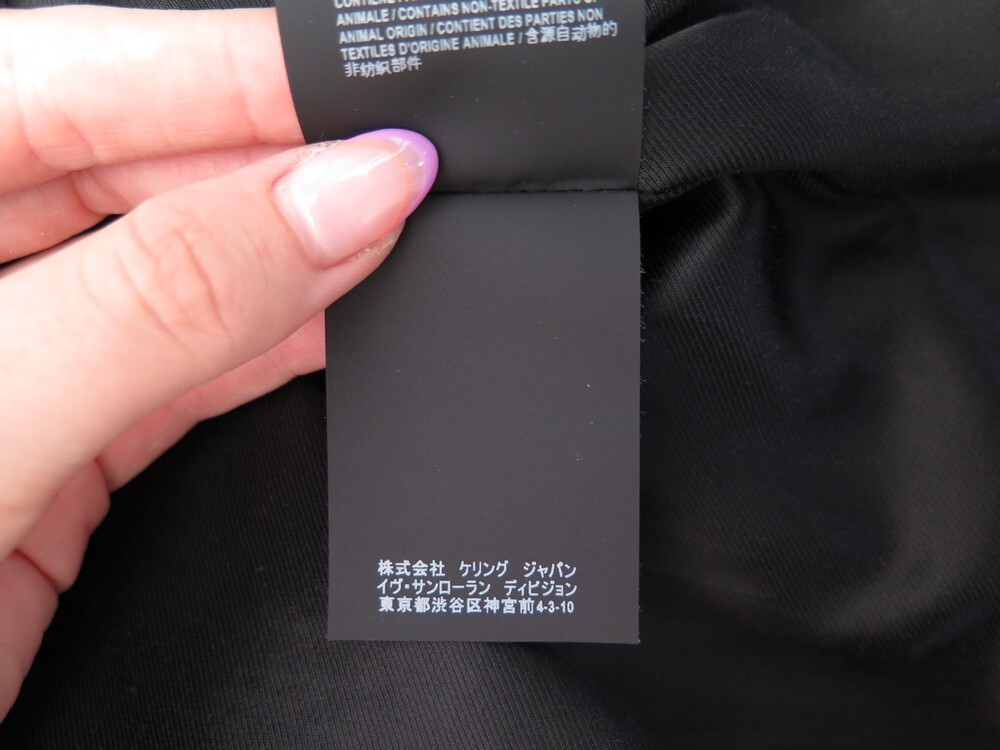 ANIMALE / CONTAINS NON-TEXTILE PARTS OF
ANIMAL ORIGIN / CONTIENT DES PARTIES NON
TEXTILES D'ORIGINE ANIMALE / 含源自动物的
非纺织部件
株式会社 ケリング ジャパン
イヴ・サンローラン ディビジョン
東京都渋谷区神宮前4-3-10